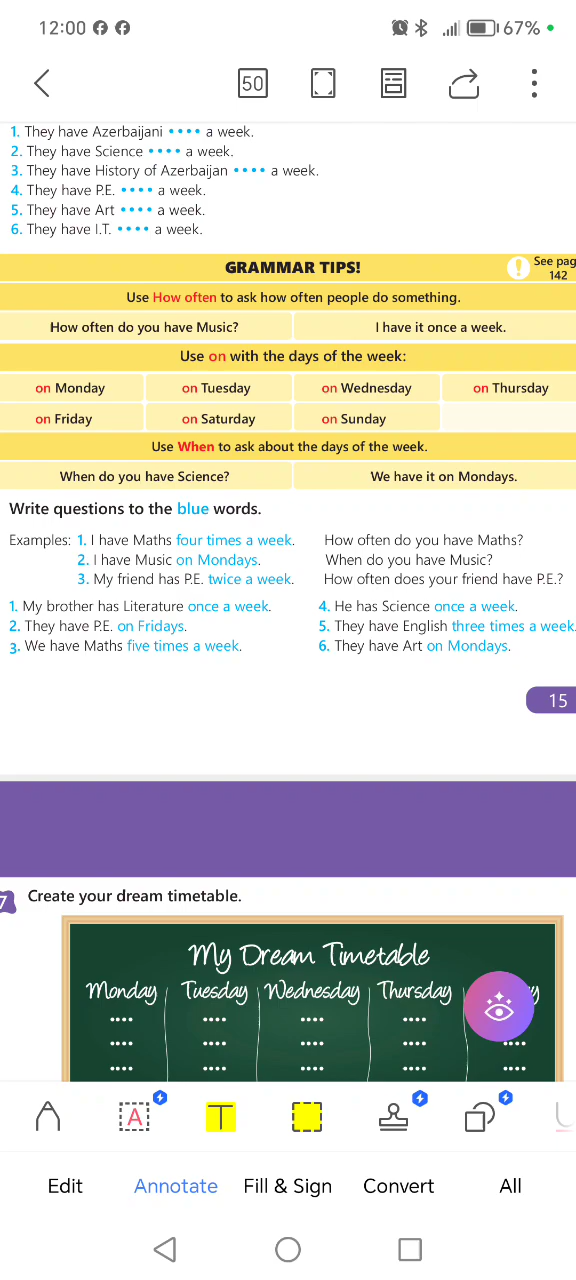 12:00
67%
50
1. They have Azerbaijani •••• a week.
2. They have Science •••• a week.
3. They have History of Azerbaijan •••• a week.
4. They have P.E. •••• a week.
5. They have Art •••• a week.
6. They have I.T. •••• a week.
GRAMMAR TIPS!
! See pag
142
Use How often to ask how often people do something.
How often do you have Music? I have it once a week.
Use on with the days of the week:
on Monday on Tuesday on Wednesday on Thursday
on Friday on Saturday on Sunday
Use When to ask about the days of the week.
When do you have Science? We have it on Mondays.
Write questions to the blue words.
Examples: 1. I have Maths four times a week. How often do you have Maths?
2. I have Music on Mondays. When do you have Music?
3. My friend has P.E. twice a week. How often does your friend have P.E.?
1. My brother has Literature once a week. 4. He has Science once a week.
2. They have P.E. on Fridays. 5. They have English three times a week.
3. We have Maths five times a week. 6. They have Art on Mondays.
15
7 Create your dream timetable.
My Dream Timetable
Monday Tuesday Wednesday Thursday
•••• •••• •••• ••••
•••• •••• •••• •••• ••••
•••• •••• •••• •••• ••••
A T
Edit Annotate Fill & Sign Convert All